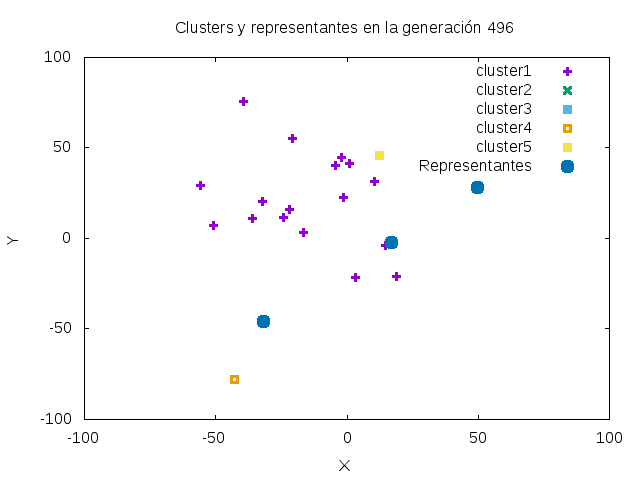 Clusters y representantes en la generación 496
100
50
0
-50
-100
-100
-50
0
50
100
X
Y
cluster1
cluster2
cluster3
cluster4
cluster5
Representantes